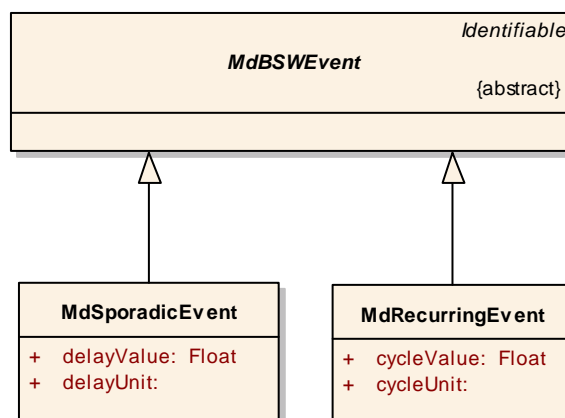 Identifiable
MdBSWEvent
{abstract}
MdSporadicEvent
+ delayValue: Float
+ delayUnit:
MdRecurringEvent
+ cycleValue: Float
+ cycleUnit: